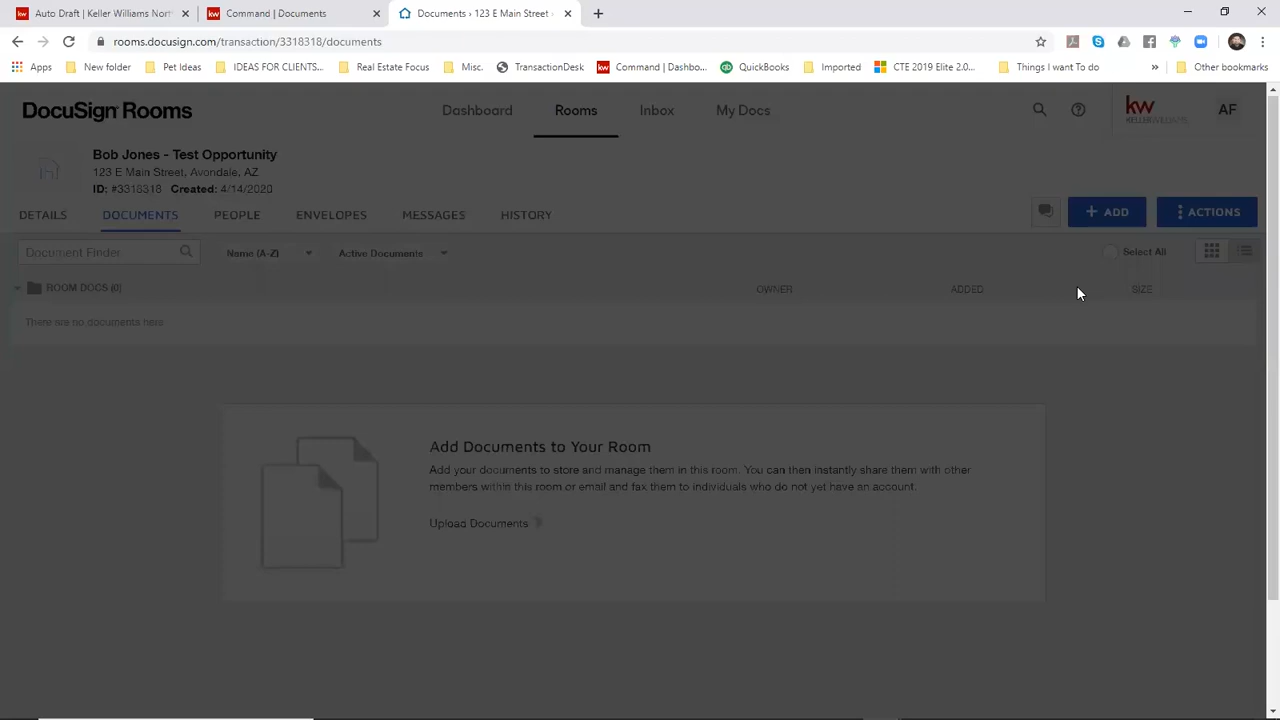 Auto Draft | Keller Williams Nort
Command | Documents
Documents › 123 E Main Street -
rooms.docusign.com/transaction/3318318/documents
Apps
New folder
Pet Ideas
IDEAS FOR CLIENTS...
Real Estate Focus
Misc.
TransactionDesk
kw Command | Dashbo...
QuickBooks
Imported
CTE 2019 Elite 2.0...
Things I want To do
»
Other bookmarks
DocuSign Rooms
Dashboard
Rooms
Inbox
My Docs
kw
KELLERWILLIAMS.
AF
Bob Jones - Test Opportunity
123 E Main Street, Avondale, AZ
ID: #3318318 Created: 4/14/2020
DETAILS
DOCUMENTS
PEOPLE
ENVELOPES
MESSAGES
HISTORY
+ ADD
ACTIONS
Document Finder
Name (A-Z)
Active Documents
Select All
ROOM DOCS (0)
OWNER
ADDED
SIZE
There are no documents here
Add Documents to Your Room
Add your documents to store and manage them in this room. You can then instantly share them with other
members within this room or email and fax them to individuals who do not yet have an account.
Upload Documents